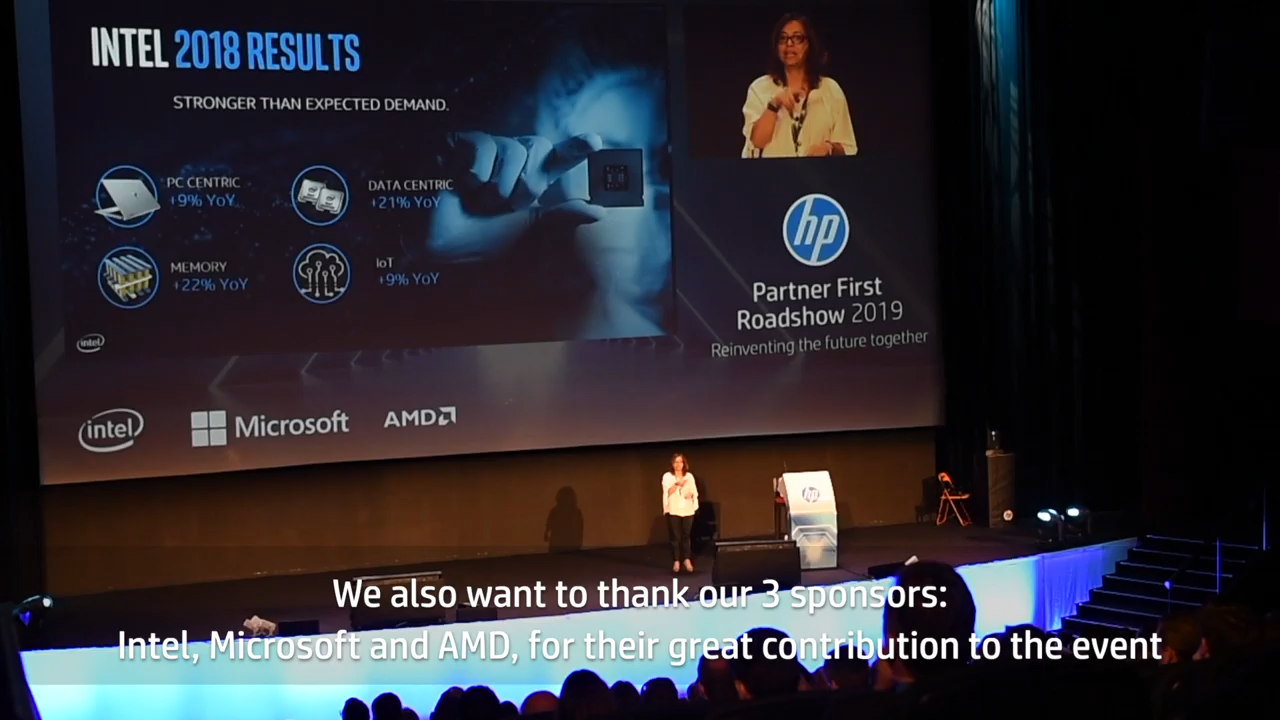 INTEL 2018 RESULTS
STRONGER THAN EXPECTED DEMAND.
PC CENTRIC
+9% YoY
DATA CENTRIC
+21% YoY
MEMORY
+22% YoY
IoT
+9% YoY
intel
hp
Partner First
Roadshow 2019
Reinventing the future together
intel
Microsoft
AMD
hp
We also want to thank our 3 sponsors:
Intel, Microsoft and AMD, for their great contribution to the event